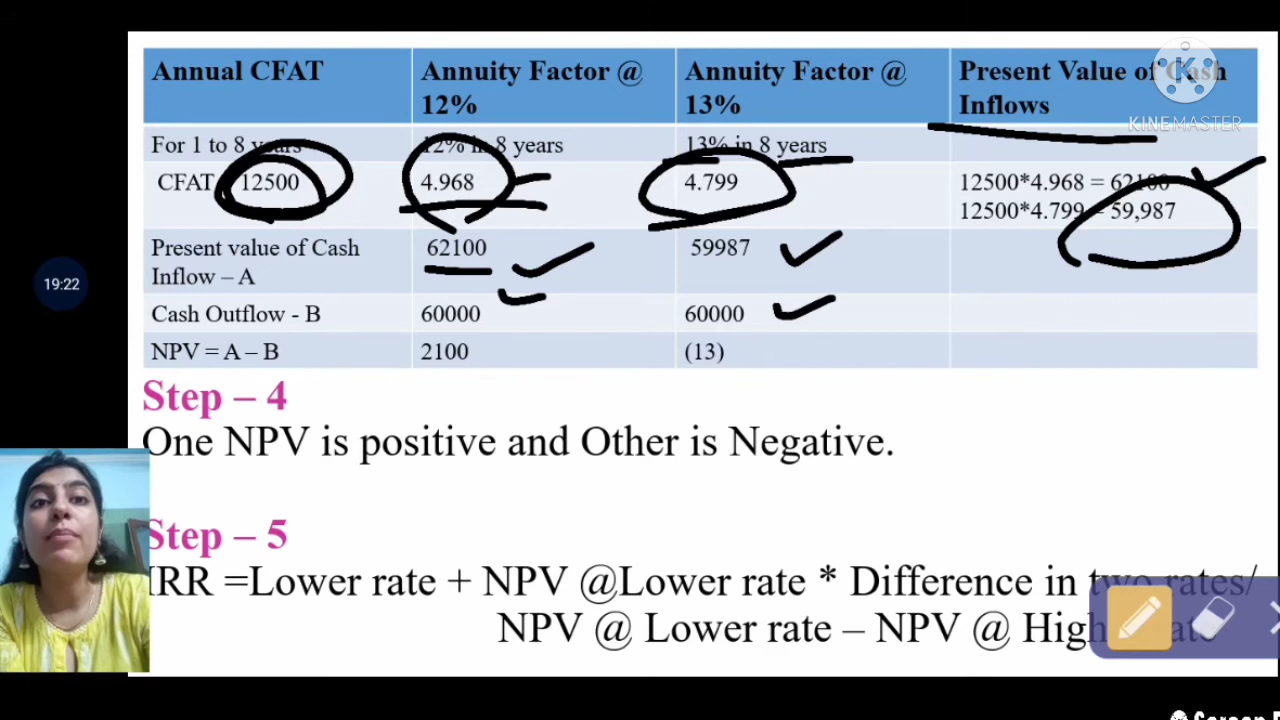 Annual CFAT
Annuity Factor @
12%
Annuity Factor @
13%
Present Value of Cash
Inflows
KINEMASTER
For 1 to 8 years
12% in 8 years
13% in 8 years
CFAT 12500
4.968
4.799
12500*4.968 = 62100
12500*4.799 = 59,987
19:22
Present value of Cash
Inflow – A
62100
59987
Cash Outflow - B
60000
60000
NPV = A – B
2100
(13)
Step – 4
One NPV is positive and Other is Negative.
Step – 5
IRR =Lower rate + NPV @Lower rate * Difference in two rates/
NPV @ Lower rate – NPV @